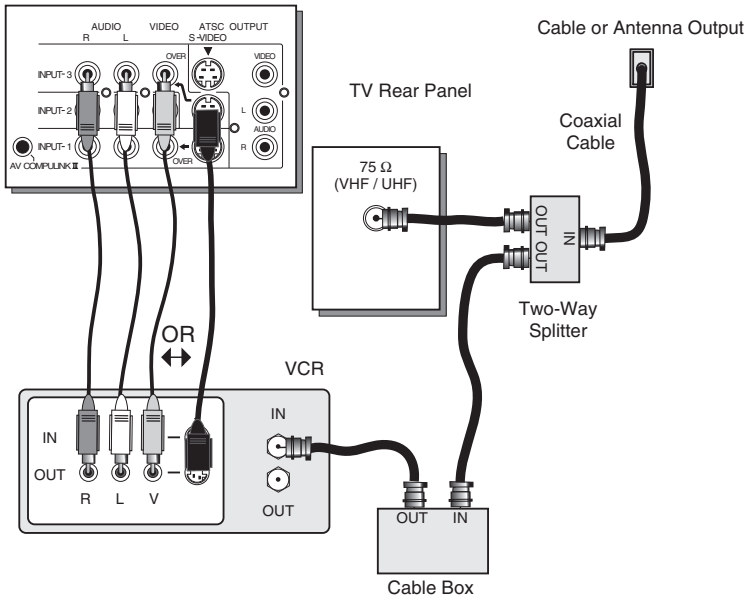 AUDIO VIDEO ATSC OUTPUT
R L S-VIDEO
OVER VIDEO
INPUT-3
INPUT-2
L
AUDIO
INPUT-1 R
OVER
AV COMPULINK II
Cable or Antenna Output
TV Rear Panel
Coaxial
Cable
75 Ω
(VHF / UHF)
OUT OUT
IN
Two-Way
Splitter
OR
VCR
IN
OUT
R L V
IN
OUT
OUT IN
Cable Box